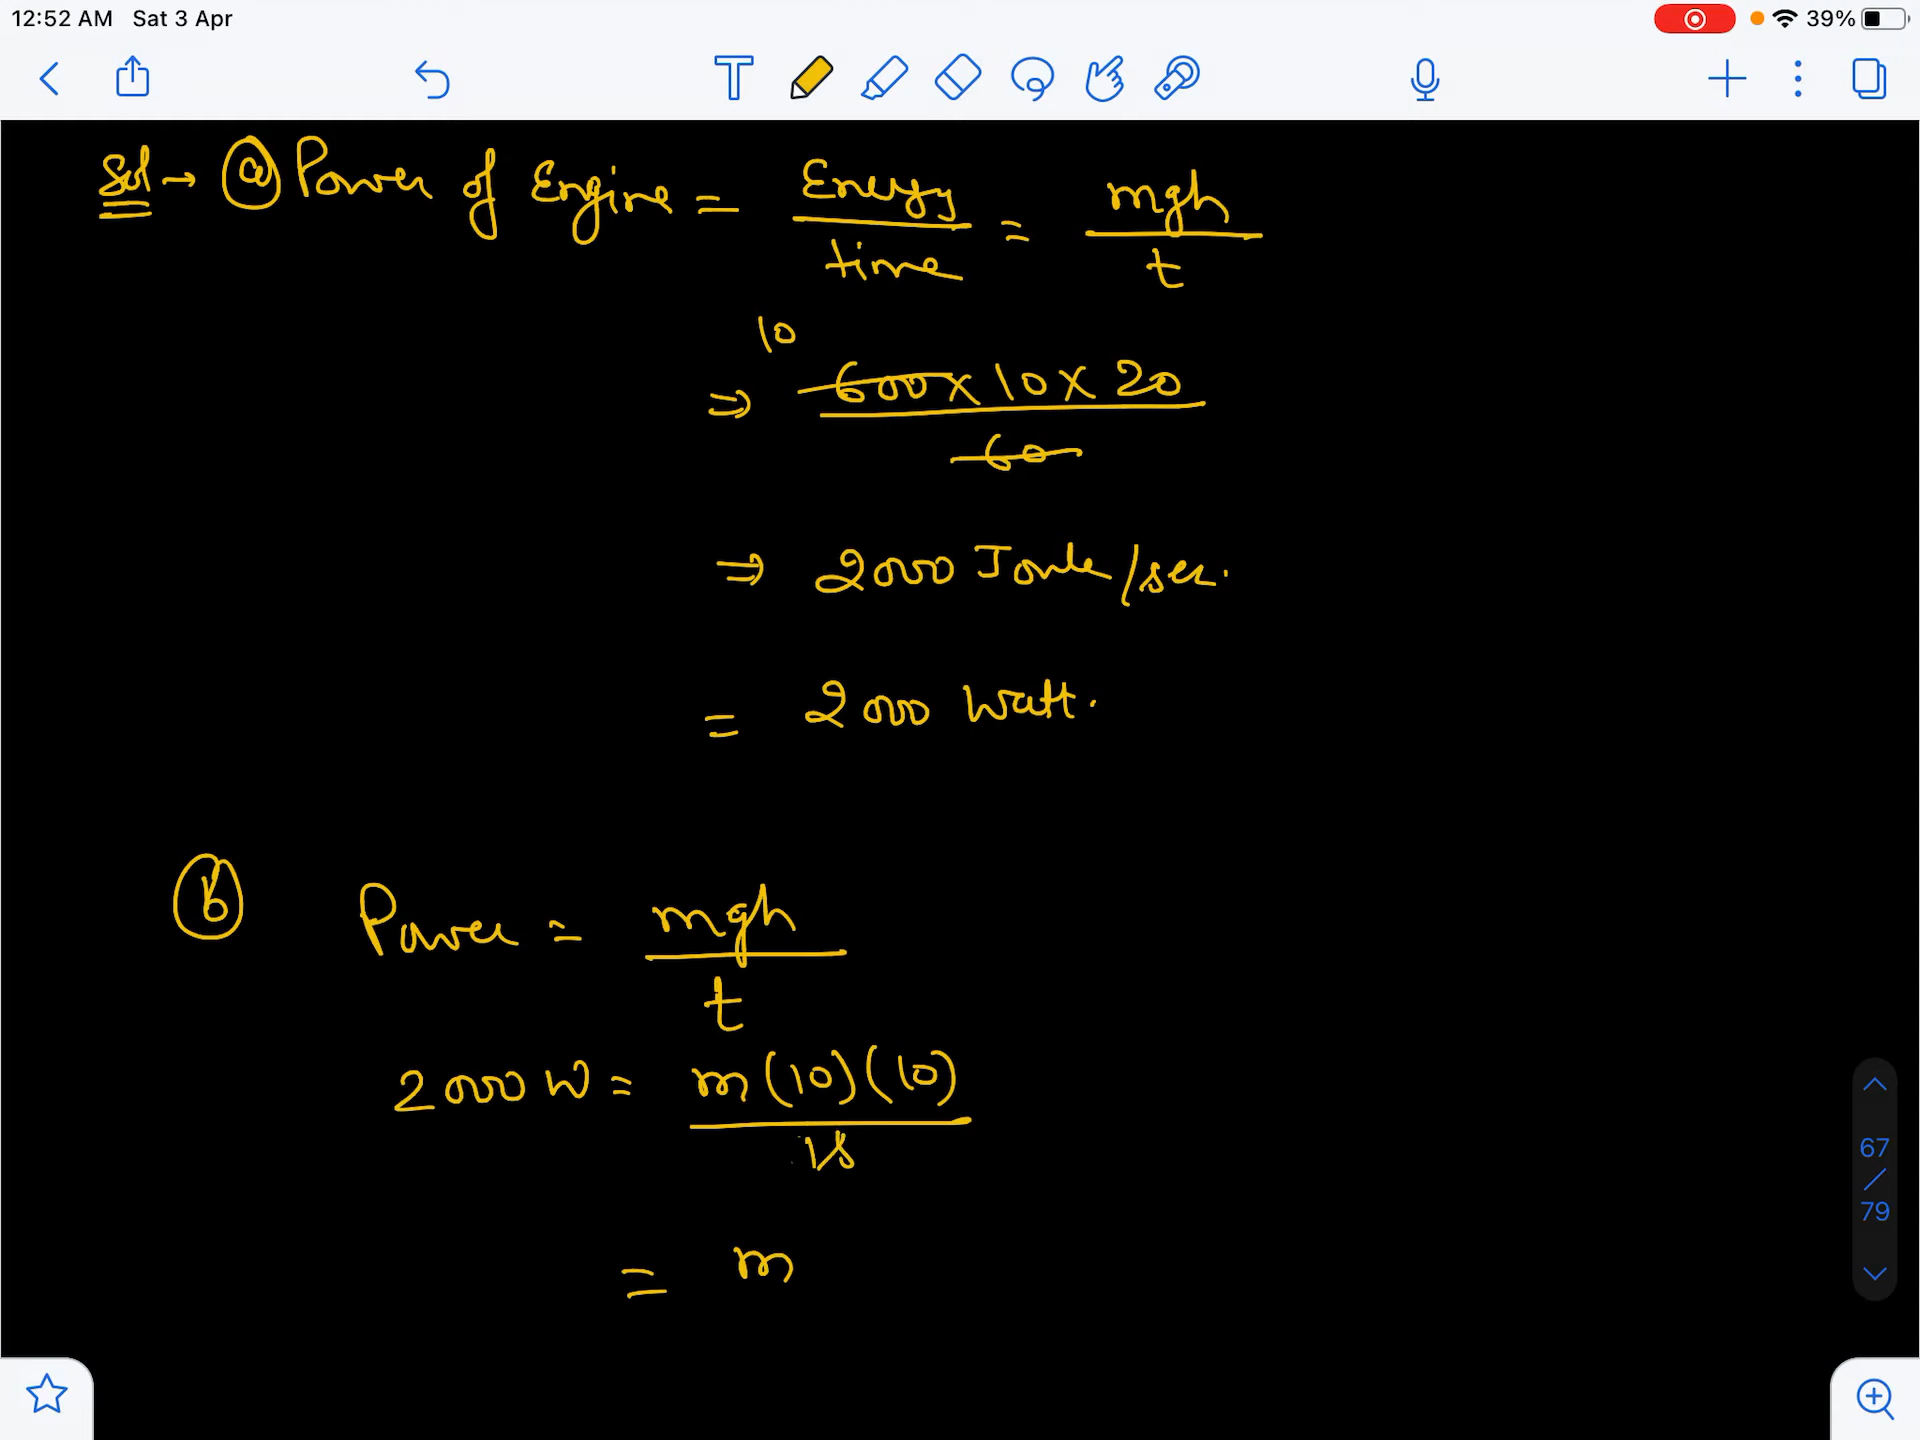 12:52 AM Sat 3 Apr 39%
T
Sol → (a) Power of Engine = Energy/time = mgh/t
10
⇒ 600 × 10 × 20 / 60
⇒ 2000 Joule/sec.
= 2000 Watt.
(b) Power = mgh/t
2000 W = m(10)(10)/1s
= m
67
/
79